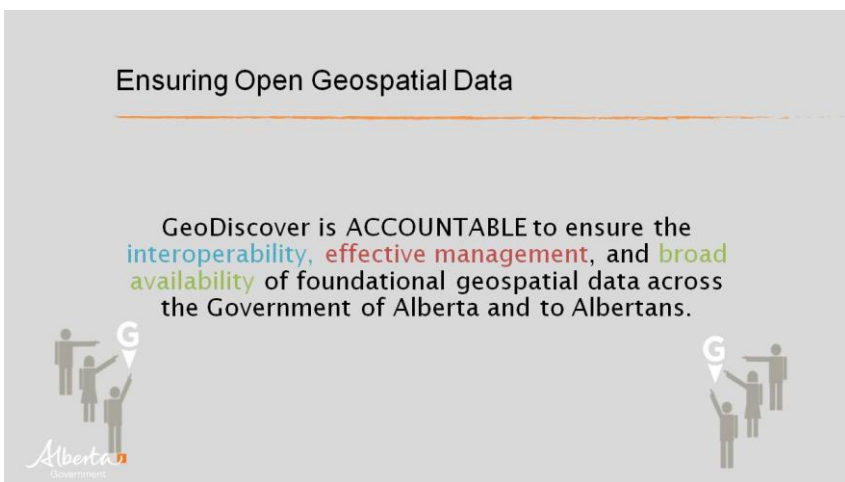 Ensuring Open Geospatial Data
GeoDiscover is ACCOUNTABLE to ensure the
interoperability, effective management, and broad
availability of foundational geospatial data across
the Government of Alberta and to Albertans.
G
G
Alberta
Government